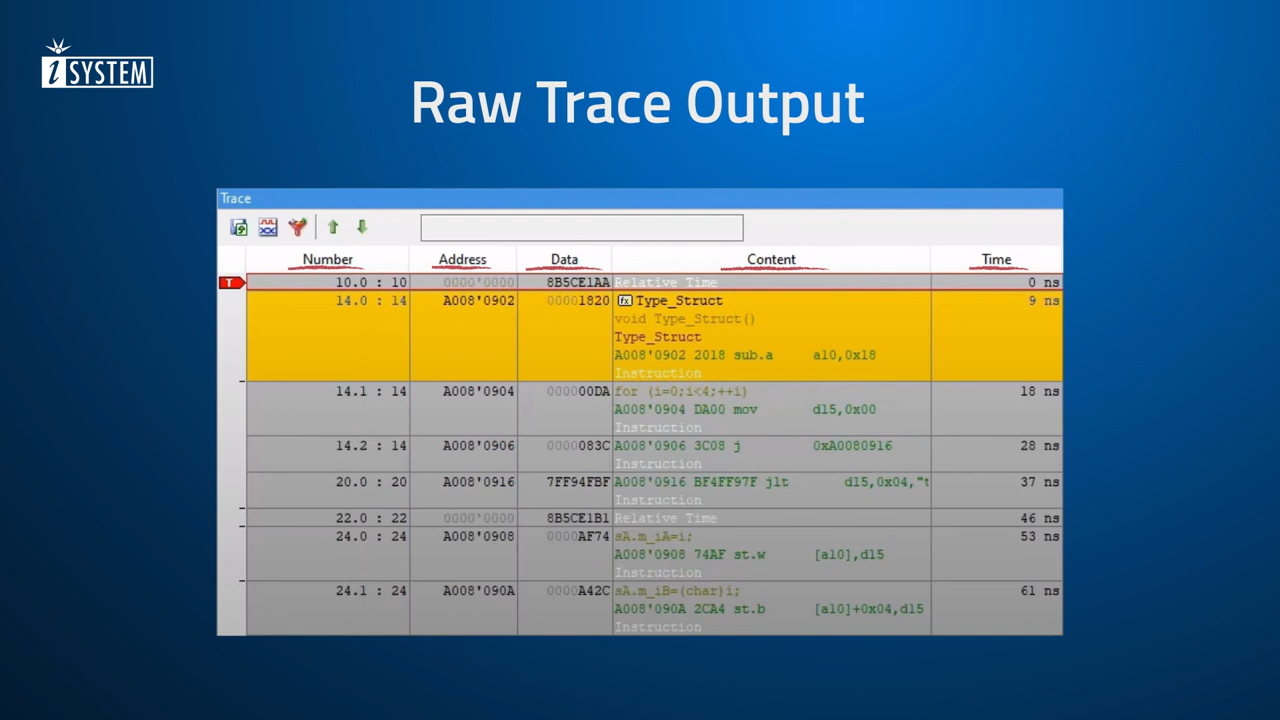 iSYSTEM
Raw Trace Output
Trace
Number Address Data Content Time
T 10.0 : 10 0000'0000 8B5CE1AA Relative Time 0 ns
14.0 : 14 A008'0902 00001820 fx Type_Struct 9 ns
void Type_Struct()
Type_Struct
A008'0902 2018 sub.a a10,0x18
Instruction
14.1 : 14 A008'0904 000000DA for (i=0;i<4;++i) 18 ns
A008'0904 DA00 mov d15,0x00
Instruction
14.2 : 14 A008'0906 0000083C A008'0906 3C08 j 0xA0080916 28 ns
Instruction
20.0 : 20 A008'0916 7FF94FBF A008'0916 BF4FF97F jlt d15,0x04,"t 37 ns
Instruction
22.0 : 22 0000'0000 8B5CE1B1 Relative Time 46 ns
24.0 : 24 A008'0908 0000AF74 sA.m_iA=i; 53 ns
A008'0908 74AF st.w [a10],d15
Instruction
24.1 : 24 A008'090A 0000A42C sA.m_iB=(char)i; 61 ns
A008'090A 2CA4 st.b [a10]+0x04,d15
Instruction